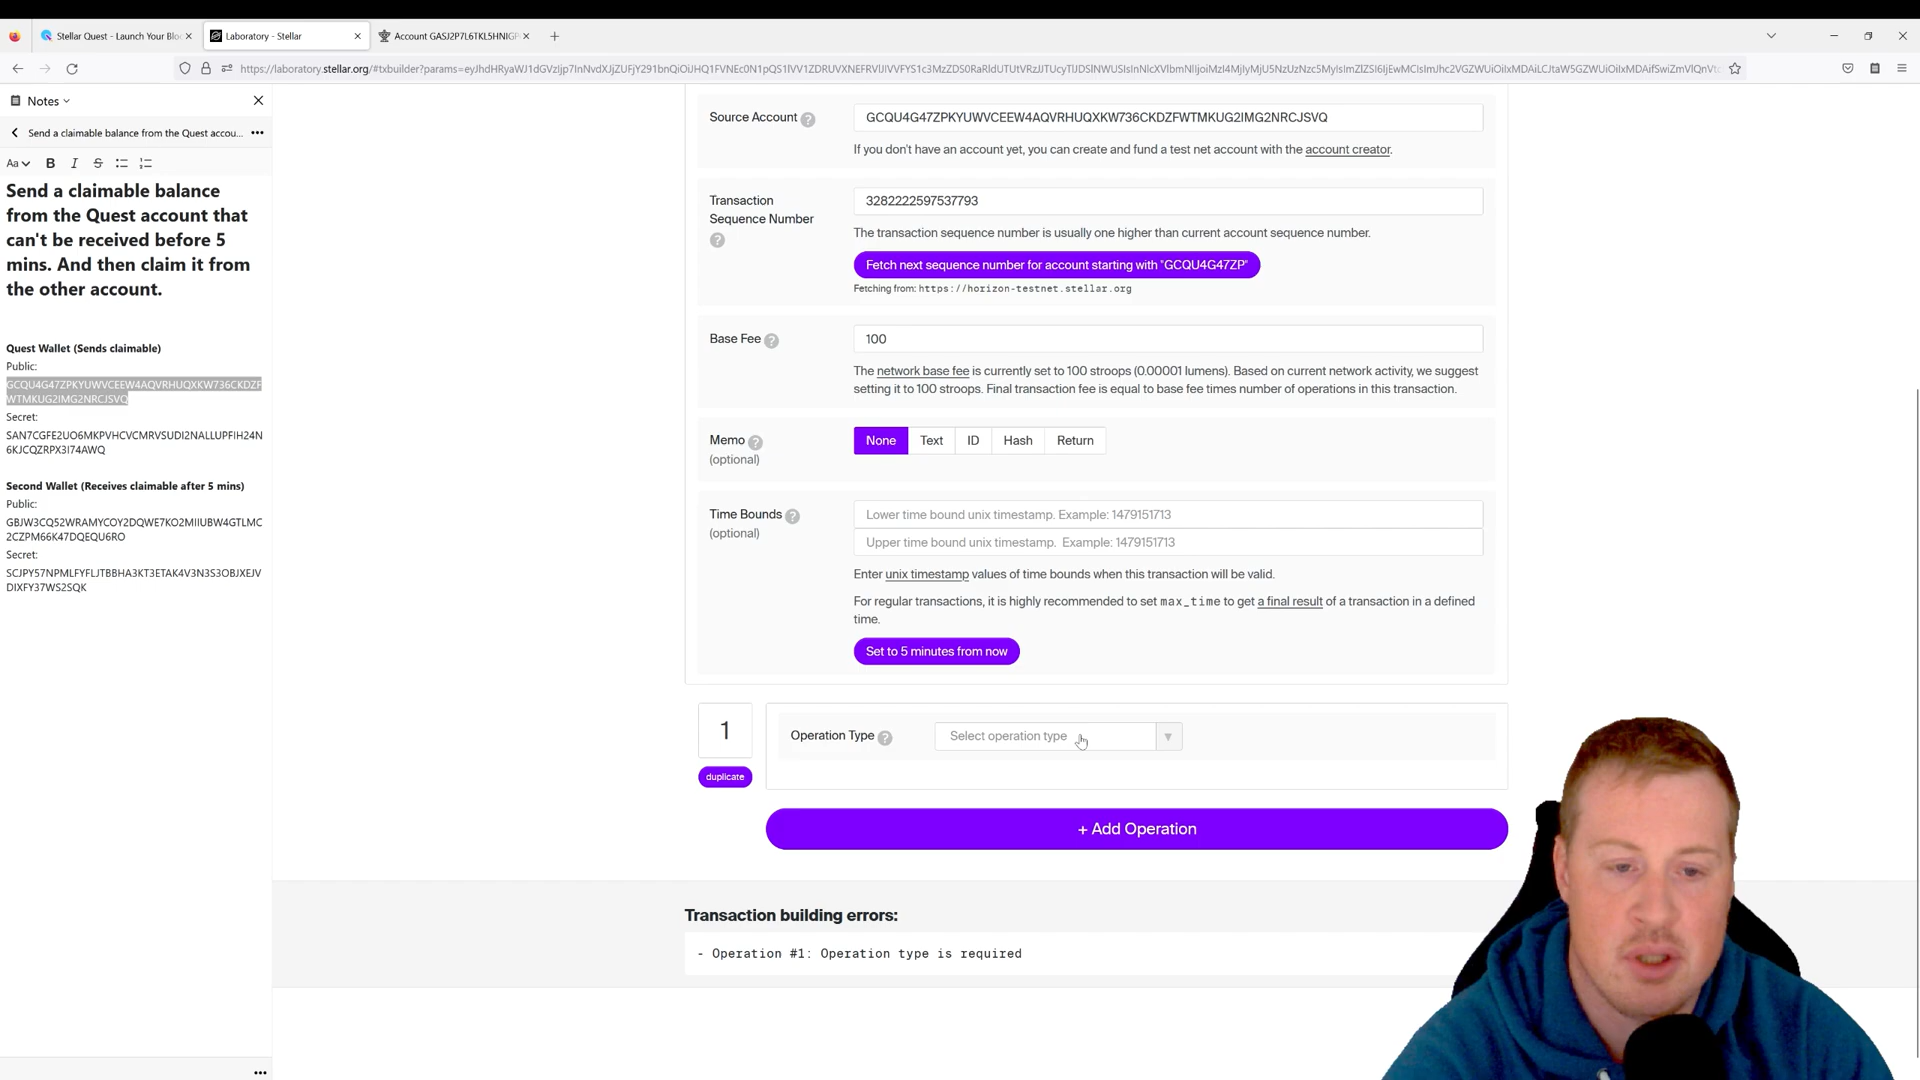 Stellar Quest - Launch Your Bloc
Laboratory - Stellar
Account GASJ2P7L6TKL5HNIGP
Notes
Send a claimable balance from the Quest accou...
Aa
B
I
S
Send a claimable balance
from the Quest account that
can't be received before 5
mins. And then claim it from
the other account.
Quest Wallet (Sends claimable)
Public:
GCQU4G47ZPKYUWVCEEW4AQVRHUQXKW736CKDZF
WTMKUG2IMG2NRCJSVQ
Secret:
SAN7CGFE2UO6MKPVHCVCMRVSUDI2NALLUPFIH24N
6KJCQZRPX3I74AWQ
Second Wallet (Receives claimable after 5 mins)
Public:
GBJW3CQ52WRAMYCOY2DQWE7KO2MIIUBW4GTLMC
2CZPM66K47DQEQU6RO
Secret:
SCJPY57NPMLFYFLJTBBHA3KT3ETAK4V3N3S3OBJXEJV
DIXFY37WS2SQK
Source Account ?
GCQU4G47ZPKYUWVCEEW4AQVRHUQXKW736CKDZFWTMKUG2IMG2NRCJSVQ
If you don't have an account yet, you can create and fund a test net account with the account creator.
Transaction
Sequence Number
?
3282222597537793
The transaction sequence number is usually one higher than current account sequence number.
Fetch next sequence number for account starting with "GCQU4G47ZP"
Fetching from: https://horizon-testnet.stellar.org
Base Fee ?
100
The network base fee is currently set to 100 stroops (0.00001 lumens). Based on current network activity, we suggest
setting it to 100 stroops. Final transaction fee is equal to base fee times number of operations in this transaction.
Memo ?
(optional)
None Text ID Hash Return
Time Bounds ?
(optional)
Lower time bound unix timestamp. Example: 1479151713
Upper time bound unix timestamp. Example: 1479151713
Enter unix timestamp values of time bounds when this transaction will be valid.
For regular transactions, it is highly recommended to set max_time to get a final result of a transaction in a defined
time.
Set to 5 minutes from now
1
duplicate
Operation Type ?
Select operation type
+ Add Operation
Transaction building errors:
- Operation #1: Operation type is required